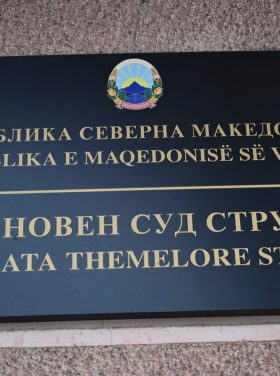 БЛИКА СЕВЕРНА МАКЕДО
BLIKA E MAQEDONISË SË V
НОВЕН СУД СТРУ
ATA THEMELORE ST